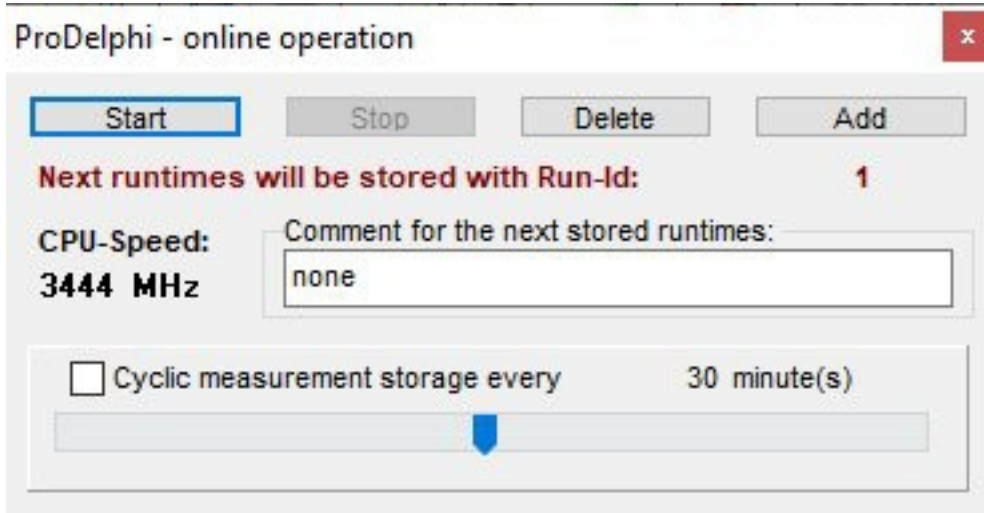 ProDelphi - online operation x
Start Stop Delete Add
Next runtimes will be stored with Run-Id: 1
CPU-Speed:
3444 MHz
Comment for the next stored runtimes:
none
Cyclic measurement storage every 30 minute(s)